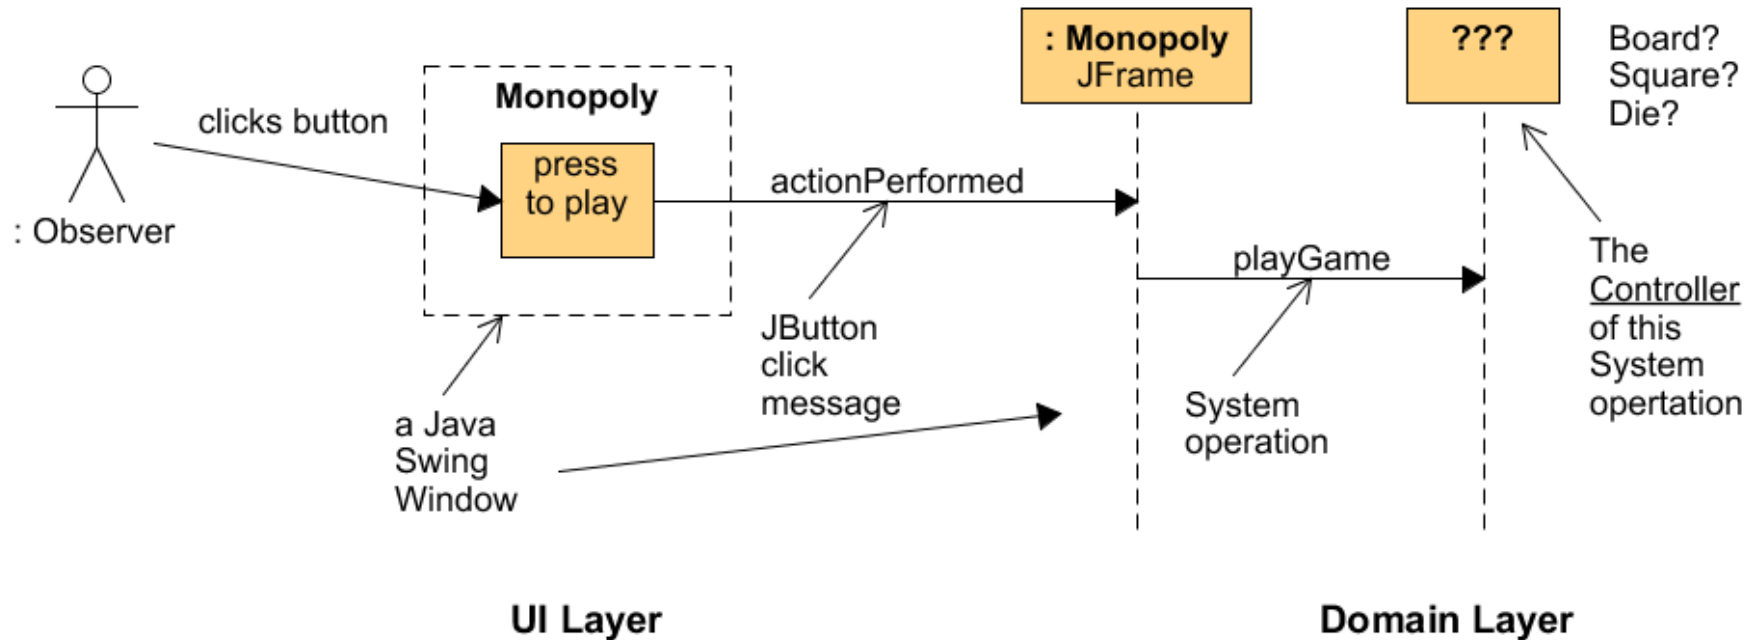 : Observer
clicks button
Monopoly
press
to play
a Java
Swing
Window
actionPerformed
JButton
click
message
: Monopoly
JFrame
playGame
System
operation
???
Board?
Square?
Die?
The
Controller
of this
System
opertation
UI Layer
Domain Layer